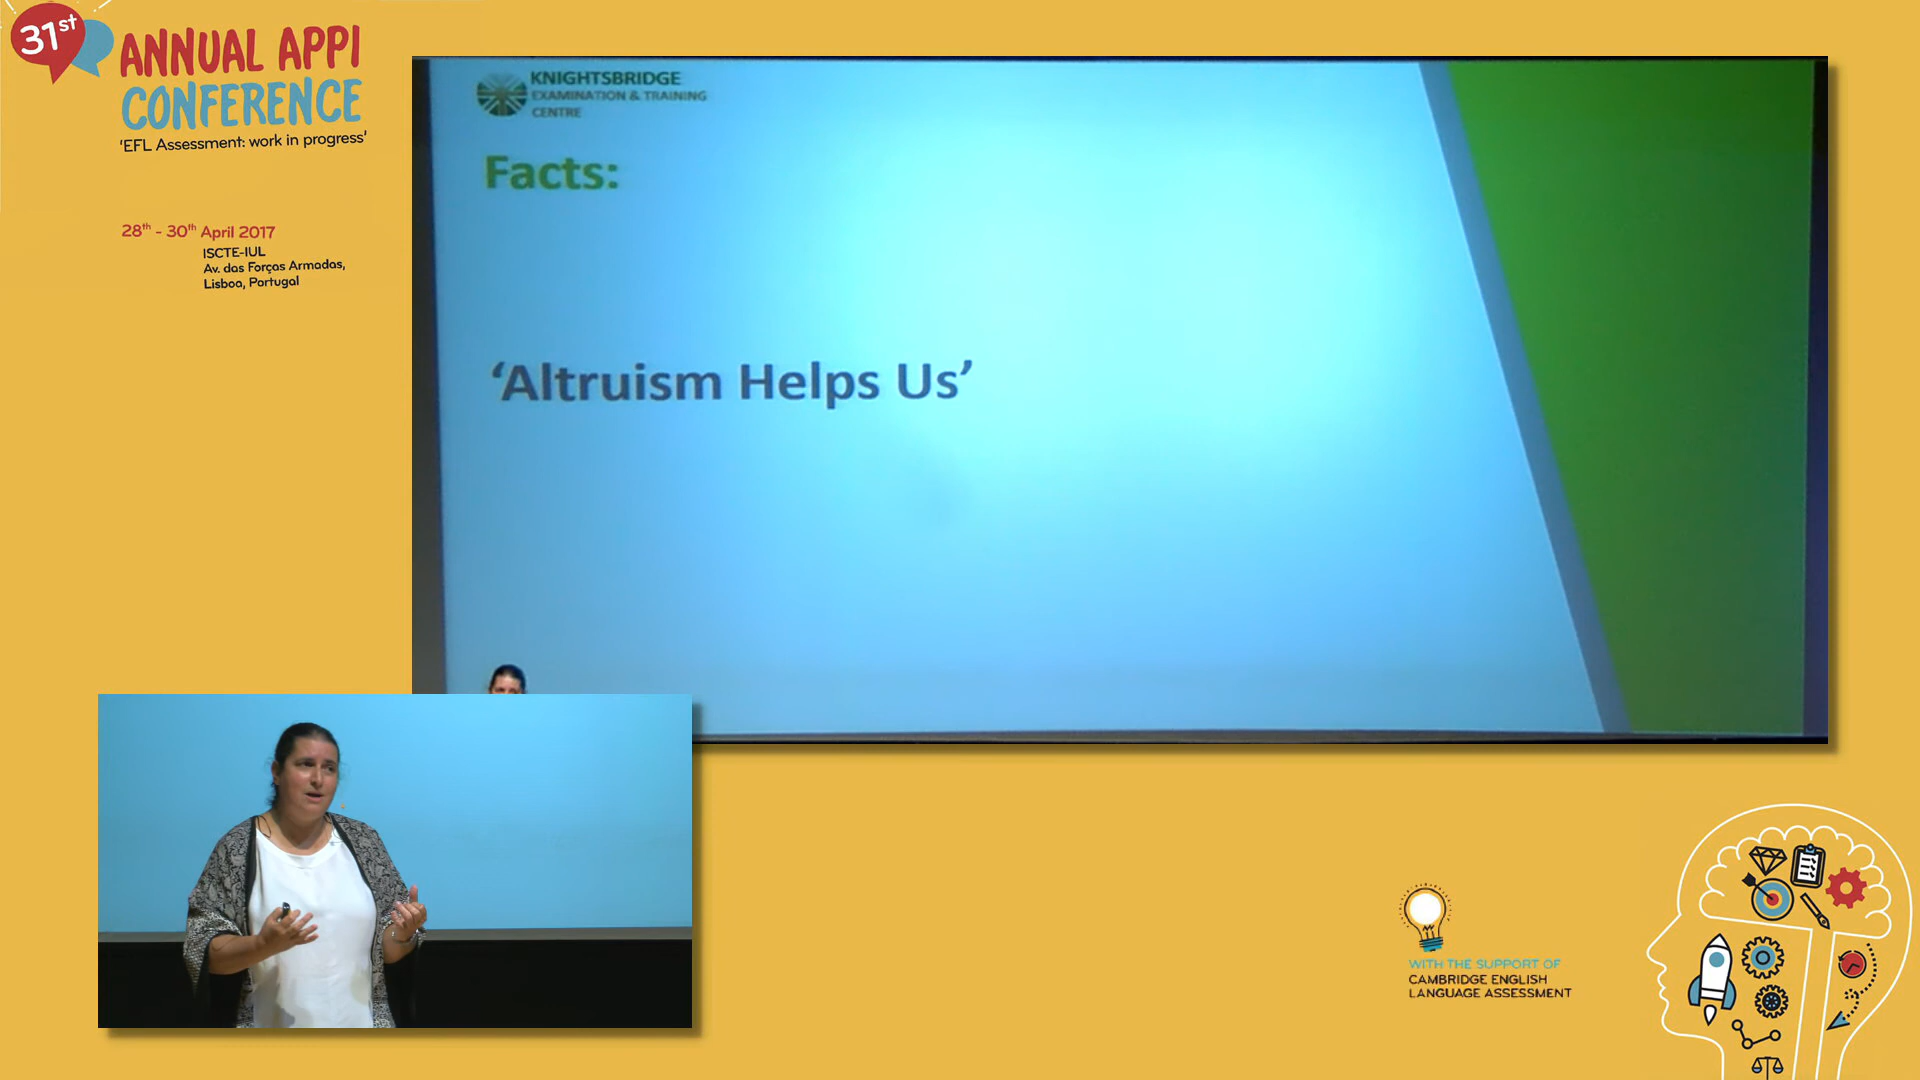 31st
ANNUAL APPI
CONFERENCE
'EFL Assessment: work in progress'
28th - 30th April 2017
ISCTE-IUL
Av. das Forças Armadas,
Lisboa, Portugal
KNIGHTSBRIDGE
EXAMINATION & TRAINING
CENTRE
Facts:
‘Altruism Helps Us’
WITH THE SUPPORT OF
CAMBRIDGE ENGLISH
LANGUAGE ASSESSMENT